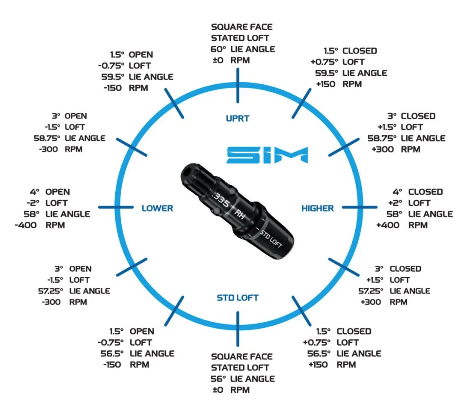 SQUARE FACE
STATED LOFT
60° LIE ANGLE
±0 RPM
1.5° OPEN
-0.75° LOFT
59.5° LIE ANGLE
-150 RPM
1.5° CLOSED
+0.75° LOFT
59.5° LIE ANGLE
+150 RPM
3° OPEN
-1.5° LOFT
58.75° LIE ANGLE
-300 RPM
UPRT
3° CLOSED
+1.5° LOFT
58.75° LIE ANGLE
+300 RPM
SIM
4° OPEN
-2° LOFT
58° LIE ANGLE
-400 RPM
LOWER
.335 RH
STD LOFT
HIGHER
4° CLOSED
+2° LOFT
58° LIE ANGLE
+400 RPM
3° OPEN
-1.5° LOFT
57.25° LIE ANGLE
-300 RPM
STD LOFT
3° CLOSED
+1.5° LOFT
57.25° LIE ANGLE
+300 RPM
1.5° OPEN
-0.75° LOFT
56.5° LIE ANGLE
-150 RPM
SQUARE FACE
STATED LOFT
56° LIE ANGLE
±0 RPM
1.5° CLOSED
+0.75° LOFT
56.5° LIE ANGLE
+150 RPM